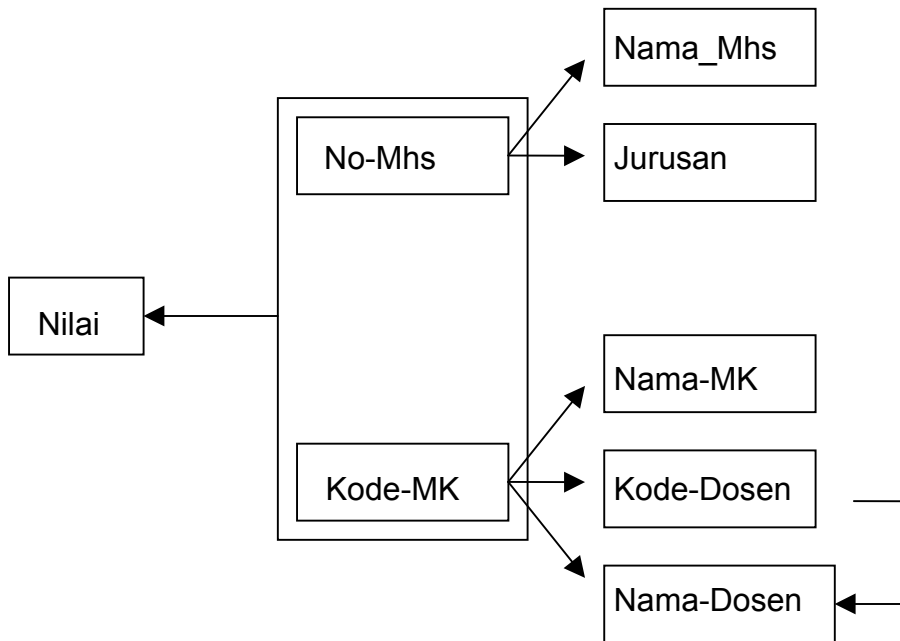 Nama_Mhs
No-Mhs
Jurusan
Nilai
Nama-MK
Kode-MK
Kode-Dosen
Nama-Dosen